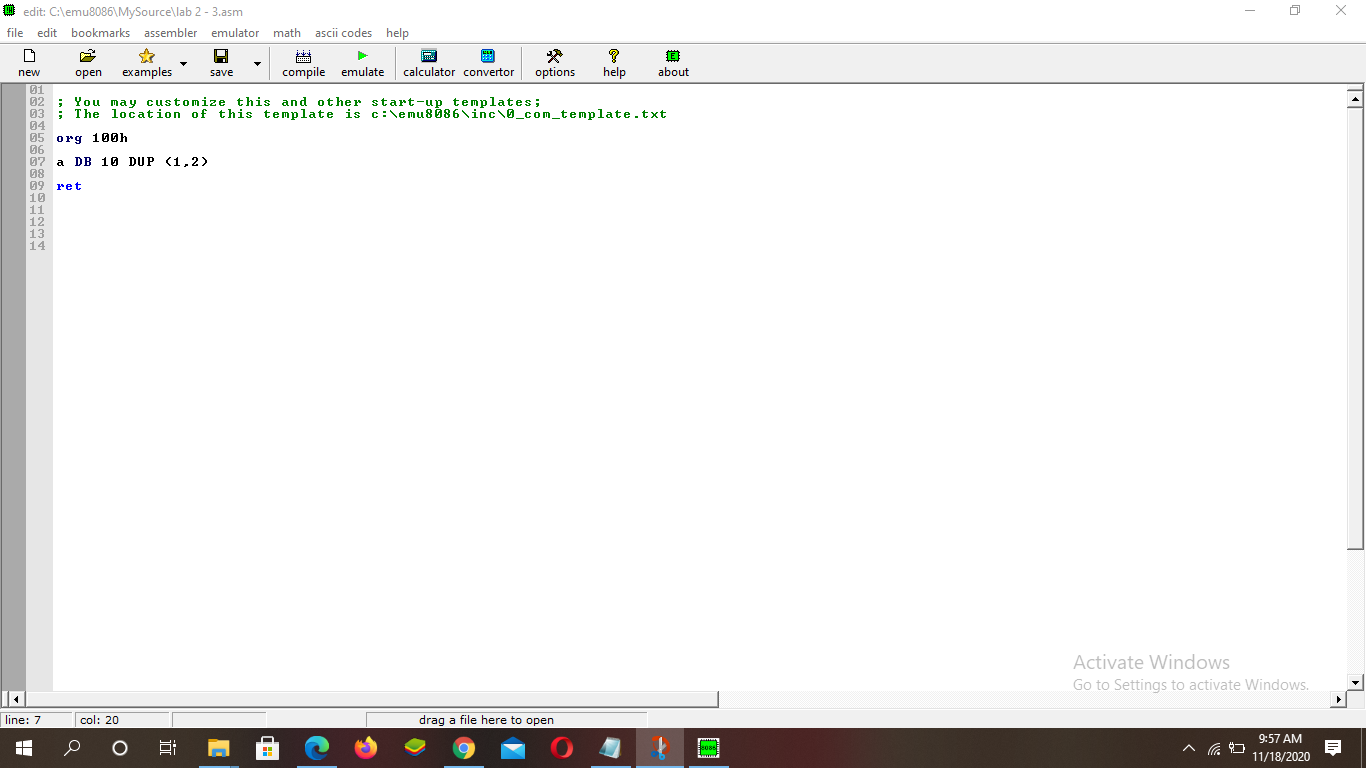 edit: C:\emu8086\MySource\lab 2 - 3.asm
file edit bookmarks assembler emulator math ascii codes help
new open examples save compile emulate calculator convertor options help about
01
02 ; You may customize this and other start-up templates;
03 ; The location of this template is c:\emu8086\inc\0_com_template.txt
04
05 org 100h
06
07 a DB 10 DUP (1,2)
08
09 ret
10
11
12
13
14
Activate Windows
Go to Settings to activate Windows.
line: 7 col: 20 drag a file here to open
9:57 AM
11/18/2020